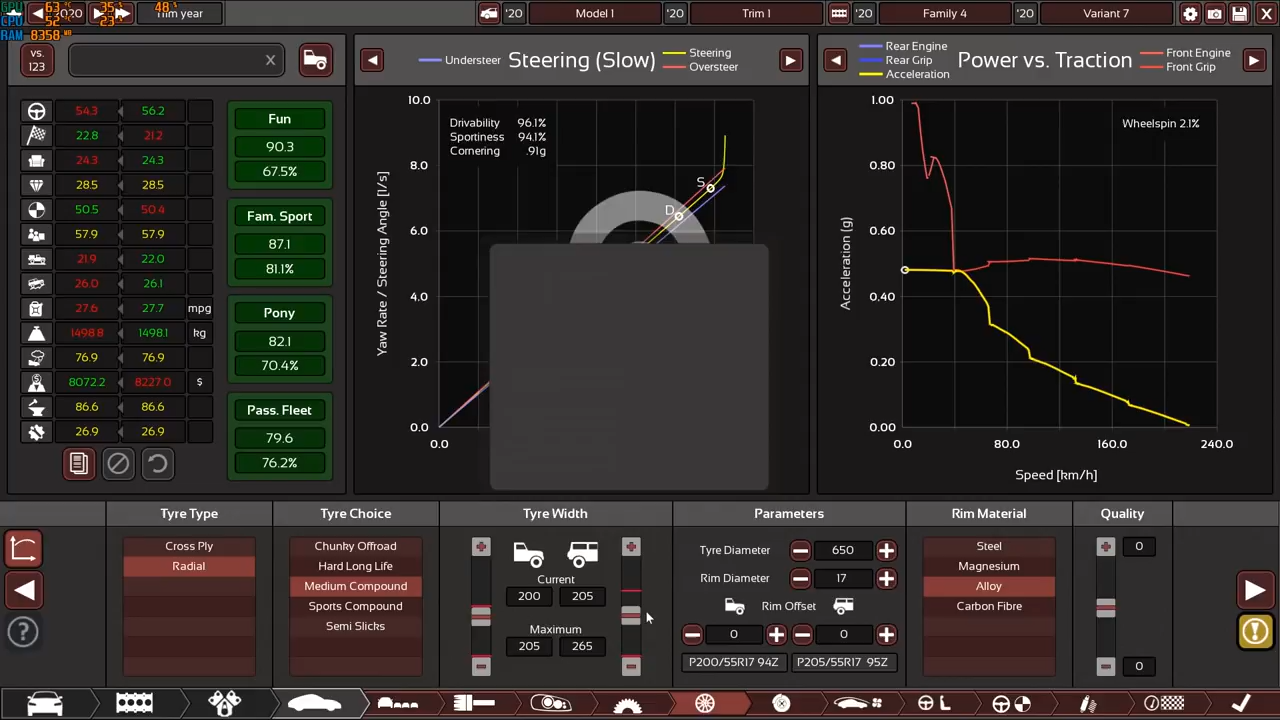 GPU 63 °C 35 % 48 °C
CPU 52 °C 23 %
RAM 8358 MB
2020 Trim year
'20 Model 1 '20 Trim 1 '20 Family 4 '20 Variant 7
vs. 123
54.3 56.2
22.8 21.2
24.3 24.3
28.5 28.5
50.5 50.4
57.9 57.9
21.9 22.0
26.0 26.1
27.6 27.7 mpg
1498.8 1498.1 kg
76.9 76.9
8072.2 8227.0 $
86.6 86.6
26.9 26.9
Fun
90.3
67.5%
Fam. Sport
87.1
81.1%
Pony
82.1
70.4%
Pass. Fleet
79.6
76.2%
Understeer Steering (Slow) Steering
Oversteer
Drivability 96.1%
Sportiness 94.1%
Cornering .91g
Yaw Rate / Steering Angle [1/s]
10.0
8.0
6.0
4.0
2.0
0.0
0.0
S
D
Rear Engine
Rear Grip
Acceleration
Power vs. Traction
Front Engine
Front Grip
Wheelspin 2.1%
Acceleration [g]
1.00
0.80
0.60
0.40
0.20
0.00
0.0 80.0 160.0 240.0
Speed [km/h]
Tyre Type
Cross Ply
Radial
Tyre Choice
Chunky Offroad
Hard Long Life
Medium Compound
Sports Compound
Semi Slicks
Tyre Width
Current
200 205
Maximum
205 265
Parameters
Tyre Diameter 650
Rim Diameter 17
Rim Offset
0 0
P200/55R17 94Z P205/55R17 95Z
Rim Material
Steel
Magnesium
Alloy
Carbon Fibre
Quality
0
0